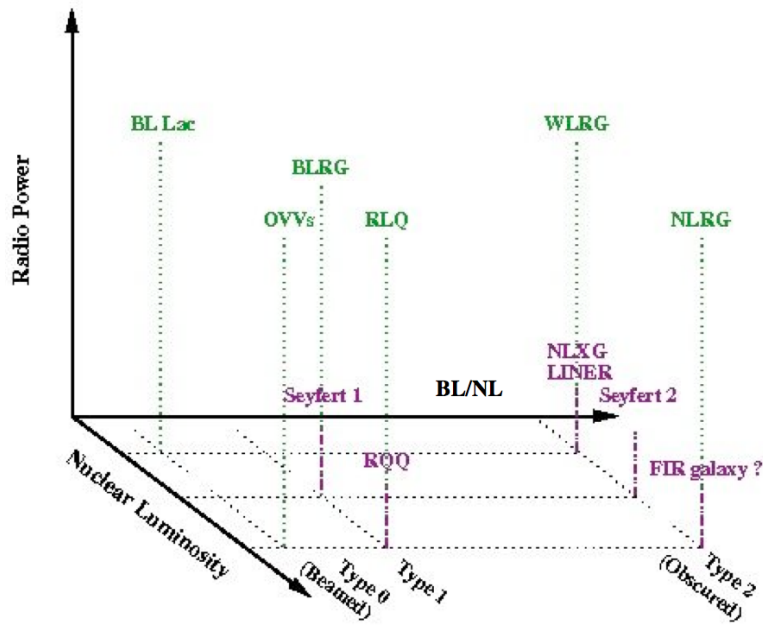 BL Lac
WLRG
BLRG
OVVs
RLQ
NLRG
Radio Power
NLXG
LINER
BL/NL
Seyfert 1
Seyfert 2
RQQ
FIR galaxy ?
Nuclear Luminosity
Type 0
(Beamed)
Type 1
Type 2
(Obscured)